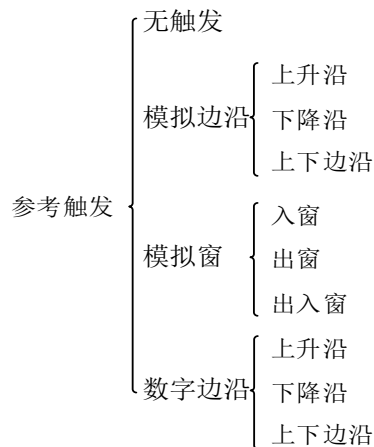 无触发
上升沿
模拟边沿
下降沿
上下边沿
参考触发
入窗
模拟窗
出窗
出入窗
上升沿
数字边沿
下降沿
上下边沿